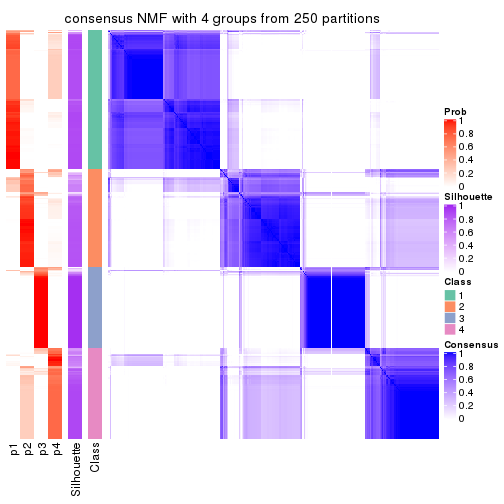 consensus NMF with 4 groups from 250 partitions
Prob
1
0.8
0.6
0.4
0.2
0
Silhouette
1
0.8
0.6
0.4
0.2
0
Class
1
2
3
4
Consensus
1
0.8
0.6
0.4
0.2
0
p1
p2
p3
p4
Silhouette
Class